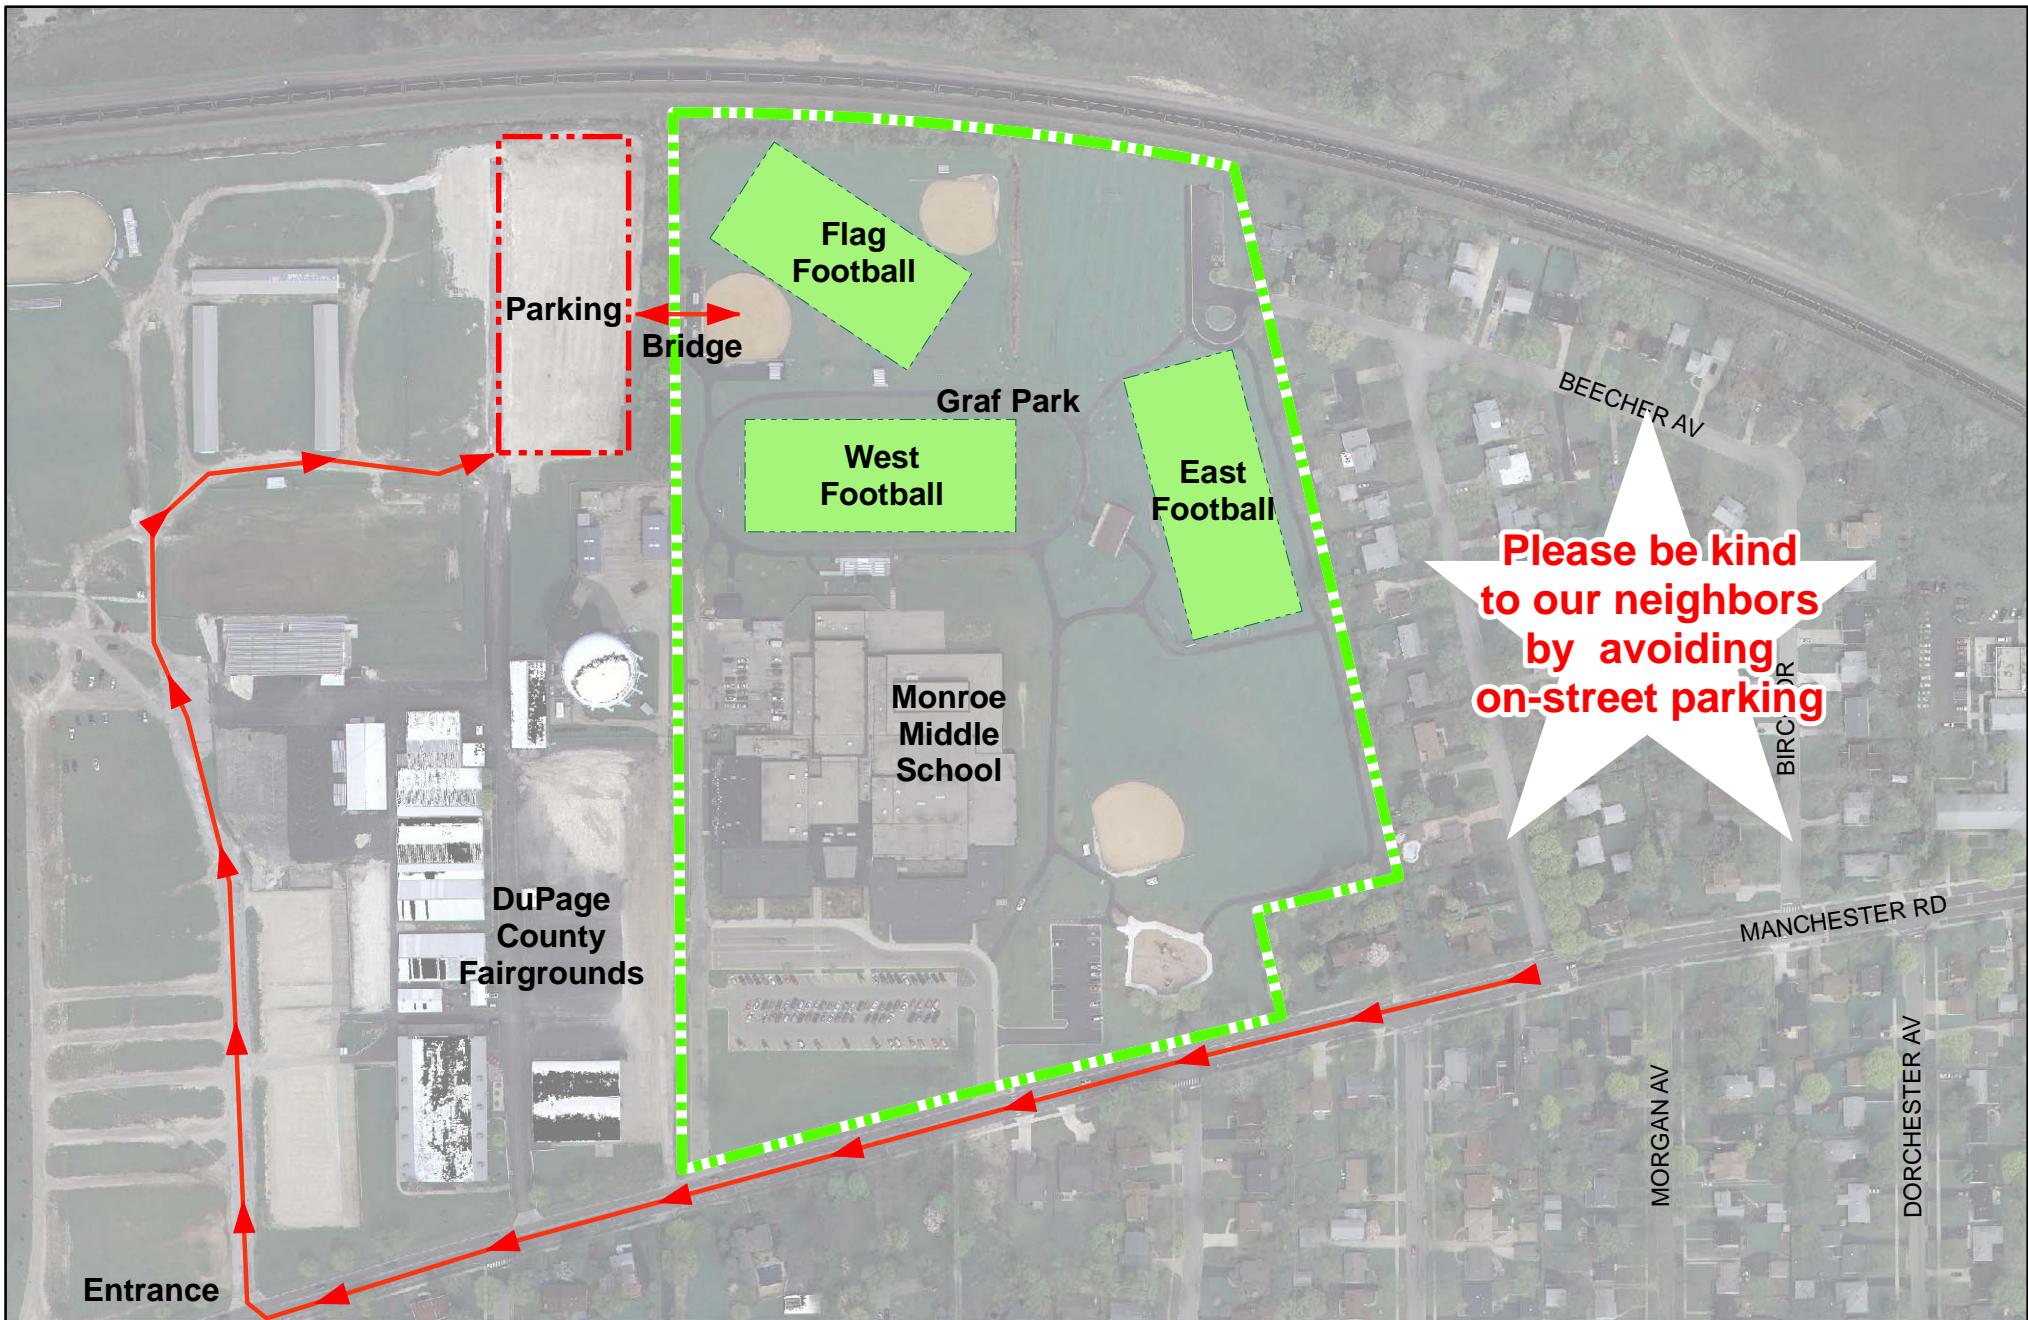 Flag
Football
Parking
Bridge
Graf Park
BEECHER AV
West
Football
East
Football
Please be kind
to our neighbors
by  avoiding
on-street parking
Monroe
Middle
School
DuPage
County
Fairgrounds
MANCHESTER RD
MORGAN AV
DORCHESTER AV
Entrance